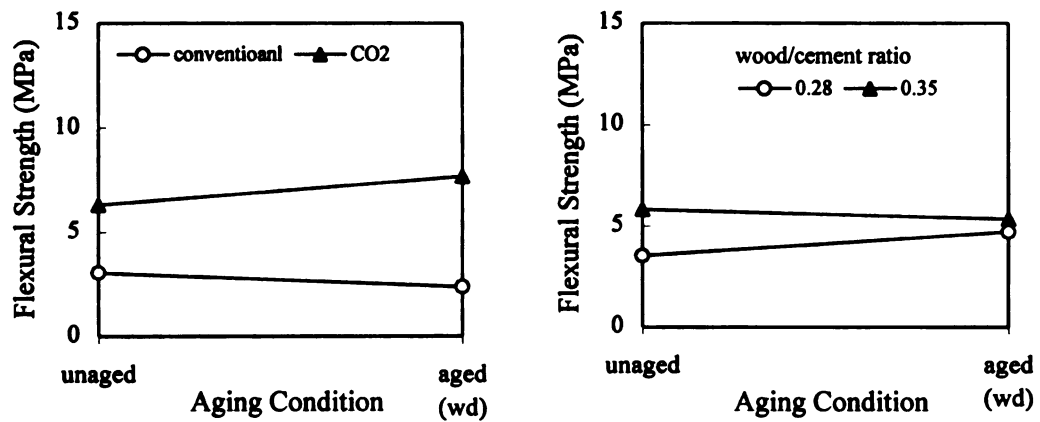 Flexural Strength (MPa)
15
10
5
0
conventioanl CO2
unaged
aged
(wd)
Aging Condition
Flexural Strength (MPa)
15
10
5
0
wood/cement ratio
0.28 0.35
unaged
aged
(wd)
Aging Condition